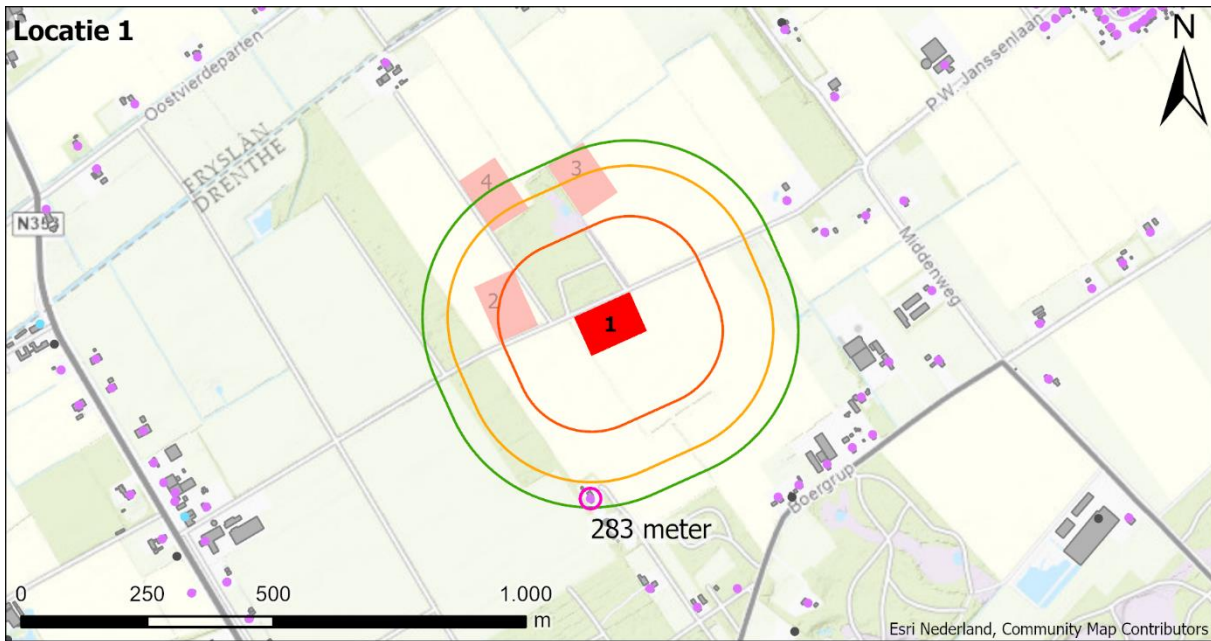 Locatie 1
N
Oostvierdeparten
P.W. Janssenlaan
FRYSLÂN
DRENTHE
3
4
N353
Middenweg
2
1
Boergrup
283 meter
0 250 500 1.000
m
Esri Nederland, Community Map Contributors